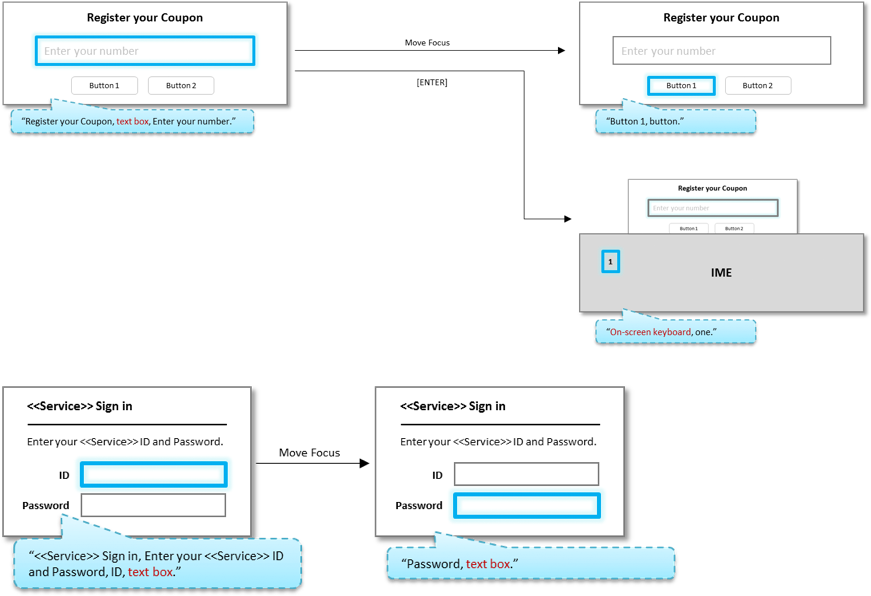 Register your Coupon
Enter your number
Button 1
Button 2
“Register your Coupon, text box, Enter your number.”
Move Focus
[ENTER]
Register your Coupon
Enter your number
Button 1
Button 2
“Button 1, button.”
Register your Coupon
Enter your number
Button 1
Button 2
1
IME
“On-screen keyboard, one.”
<<Service>> Sign in
Enter your <<Service>> ID and Password.
ID
Password
“<<Service>> Sign in, Enter your <<Service>> ID
and Password, ID, text box.”
Move Focus
<<Service>> Sign in
Enter your <<Service>> ID and Password.
ID
Password
“Password, text box.”